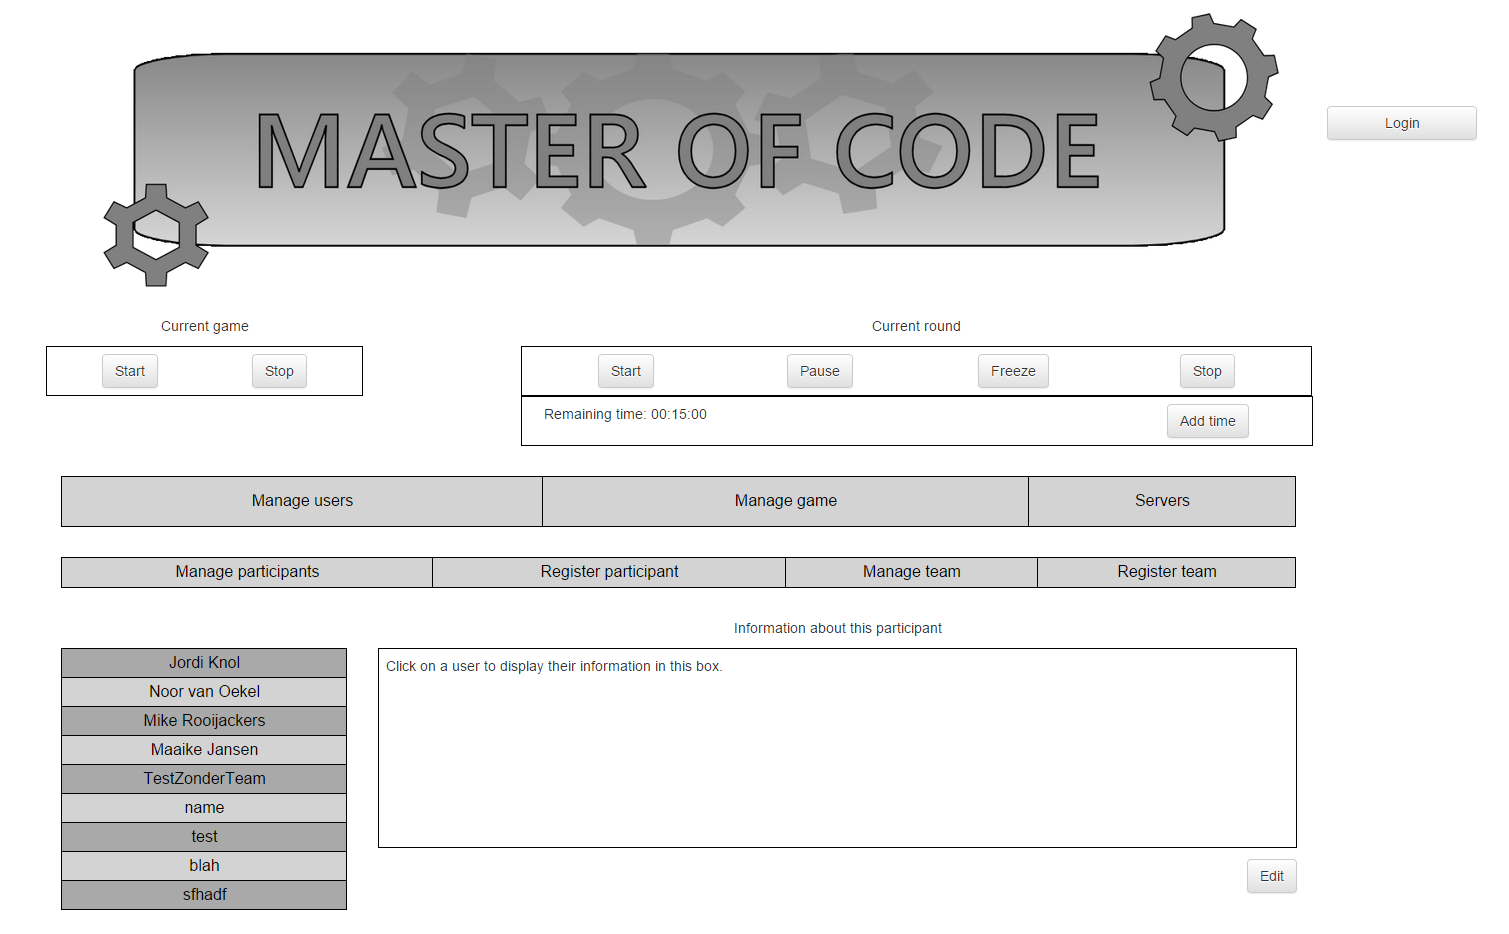 MASTER OF CODE
Login
Current game
Current round
Start Stop
Start Pause Freeze Stop
Remaining time: 00:15:00
Add time
Manage users Manage game Servers
Manage participants Register participant Manage team Register team
Information about this participant
Jordi Knol
Click on a user to display their information in this box.
Noor van Oekel
Mike Rooijackers
Maaike Jansen
TestZonderTeam
name
test
blah
sfhadf
Edit